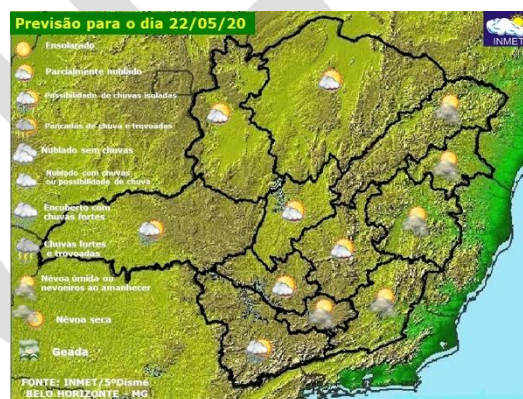 Previsão para o dia 22/05/20
INMET
Ensolarado
Parcialmente nublado
Possibilidade de chuvas isoladas
Pancadas de chuva e trovoadas
Nublado sem chuvas
Nublado com chuvas
ou possibilidade de chuva
Encoberto com
chuvas fortes
Chuvas fortes
e trovoadas
Névoa úmida ou
nevoeiros ao amanhecer
Névoa seca
Geada
FONTE: INMET/5ºDisme
BELO HORIZONTE - MG